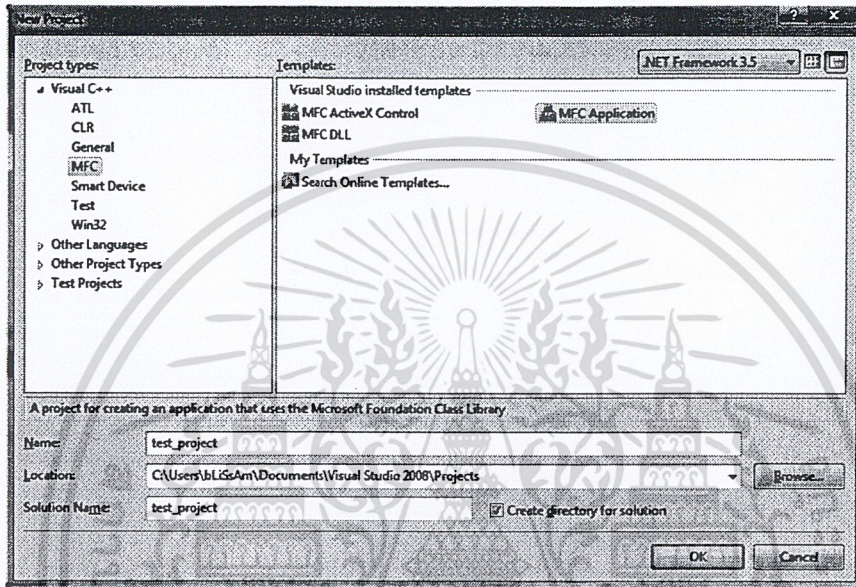 New Project
Project types:
Templates:
.NET Framework 3.5
Visual C++
ATL
CLR
General
MFC
Smart Device
Test
Win32
Other Languages
Other Project Types
Test Projects
Visual Studio installed templates
MFC ActiveX Control
MFC Application
MFC DLL
My Templates
Search Online Templates...
A project for creating an application that uses the Microsoft Foundation Class Library
Name:
test_project
Location:
C:\Users\bLiSsAm\Documents\Visual Studio 2008\Projects
Browse...
Solution Name:
test_project
Create directory for solution
OK
Cancel